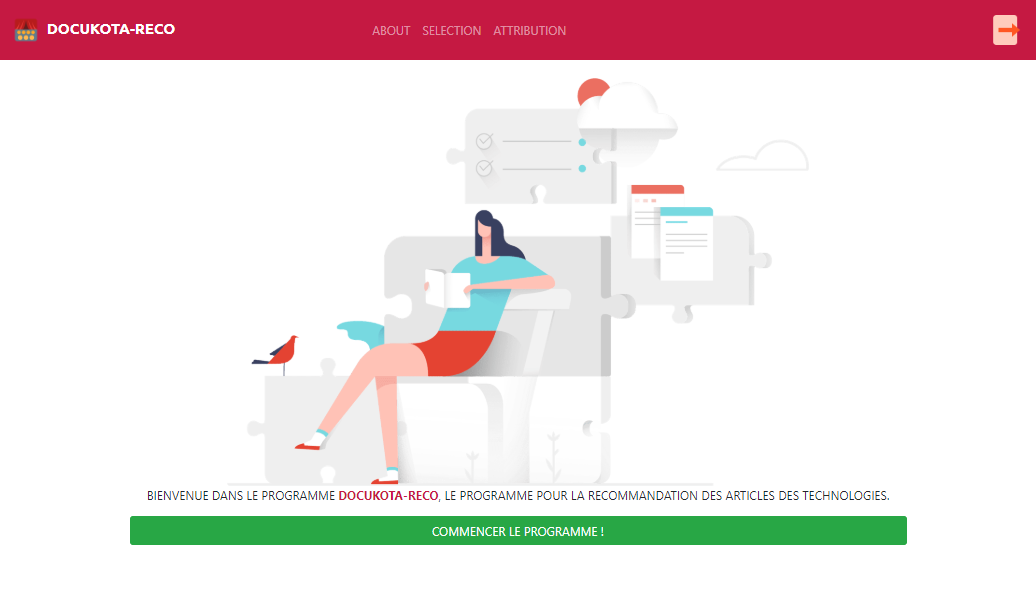 DOCUKOTA-RECO
ABOUT SELECTION ATTRIBUTION
BIENVENUE DANS LE PROGRAMME DOCUKOTA-RECO, LE PROGRAMME POUR LA RECOMMANDATION DES ARTICLES DES TECHNOLOGIES.
COMMENCER LE PROGRAMME !